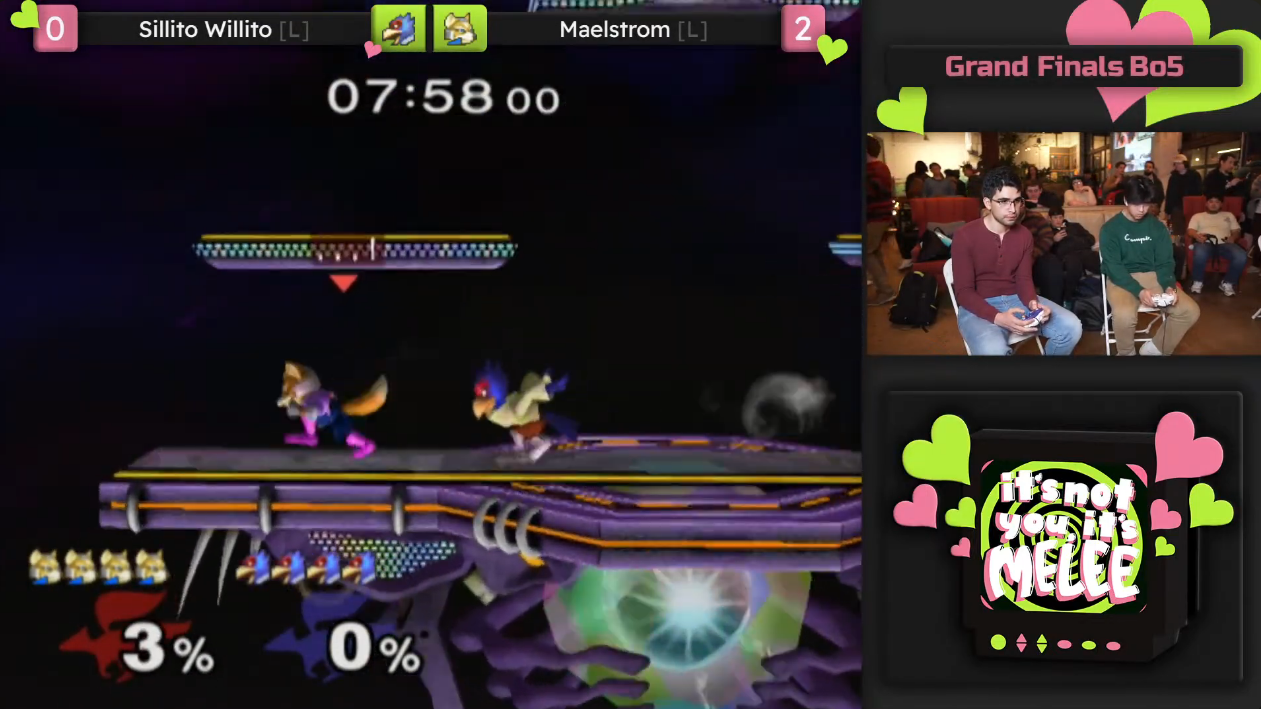 0
Sillito Willito [L]
Maelstrom [L]
2
Grand Finals Bo5
07:58 00
3%
0%
it's not
you, it's
MELEE